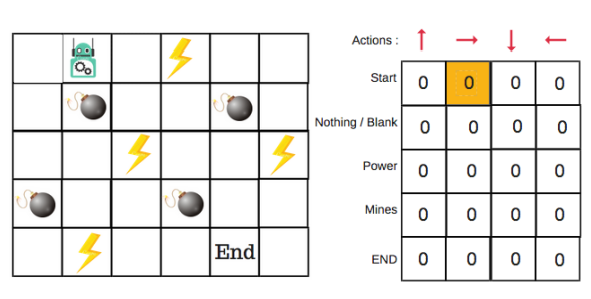 Actions : ↑ → ↓ ←
Start 0 0 0 0
Nothing / Blank 0 0 0 0
Power 0 0 0 0
Mines 0 0 0 0
END 0 0 0 0
End